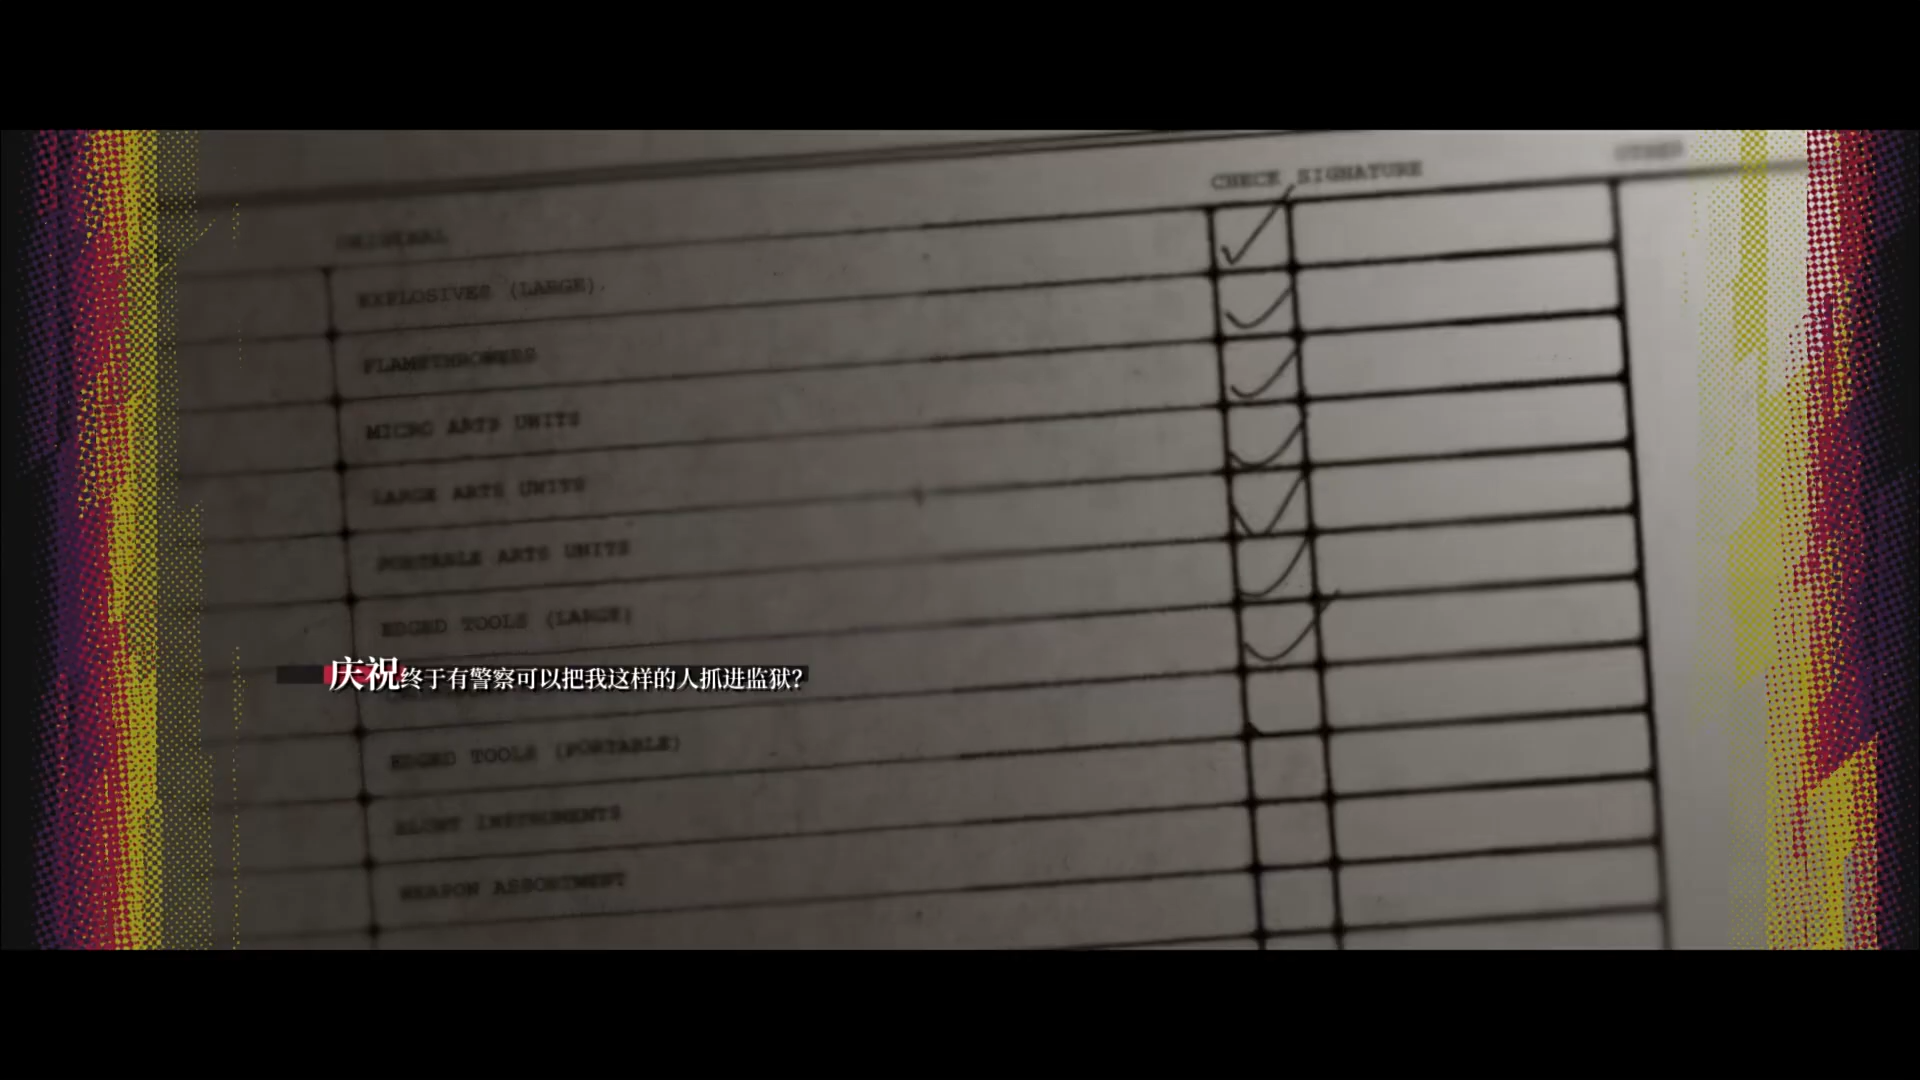 CHECK SIGNATURE
EXPLOSIVES (LARGE)
FLAMETHROWERS
MICRO ARTS UNITS
LARGE ARTS UNITS
PORTABLE ARTS UNITS
EDGED TOOLS (LARGE)
庆祝终于有警察可以把我这样的人抓进监狱?
EDGED TOOLS (PORTABLE)
BLUNT INSTRUMENTS
WEAPON ASSORTMENT